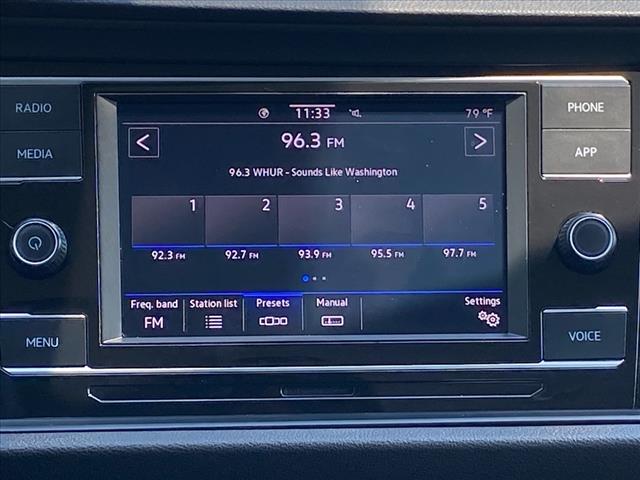 RADIO
MEDIA
MENU
11:33
79 °F
96.3 FM
96.3 WHUR - Sounds Like Washington
1 2 3 4 5
92.3 FM 92.7 FM 93.9 FM 95.5 FM 97.7 FM
Freq. band Station list Presets Manual Settings
FM
PHONE
APP
VOICE